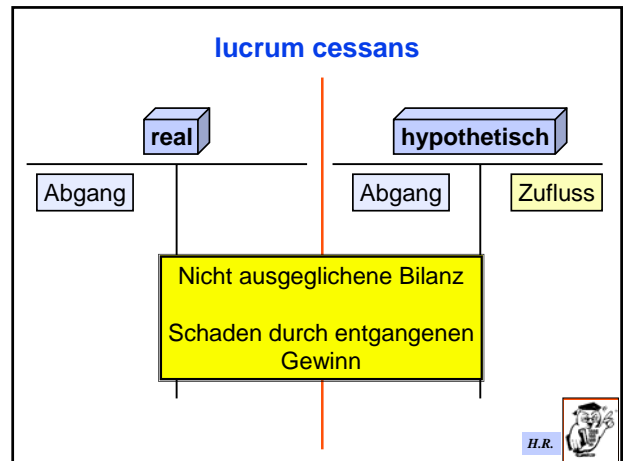 lucrum cessans
real
hypothetisch
Abgang
Abgang
Zufluss
Nicht ausgeglichene Bilanz
Schaden durch entgangenen
Gewinn
H.R.